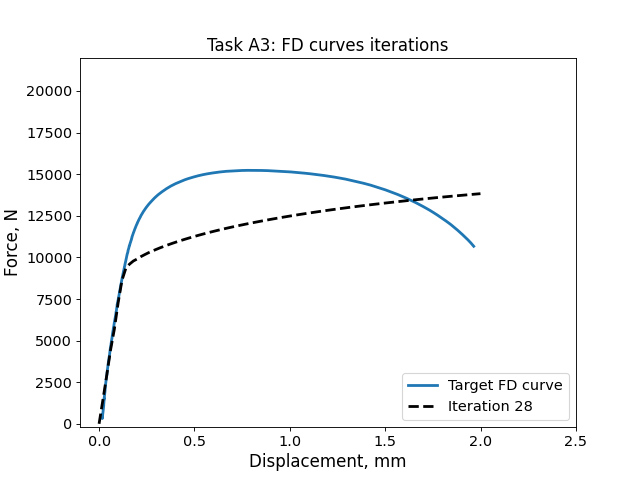 Task A3: FD curves iterations
Force, N
20000
17500
15000
12500
10000
7500
5000
2500
0
0.0 0.5 1.0 1.5 2.0 2.5
Displacement, mm
Target FD curve
Iteration 28